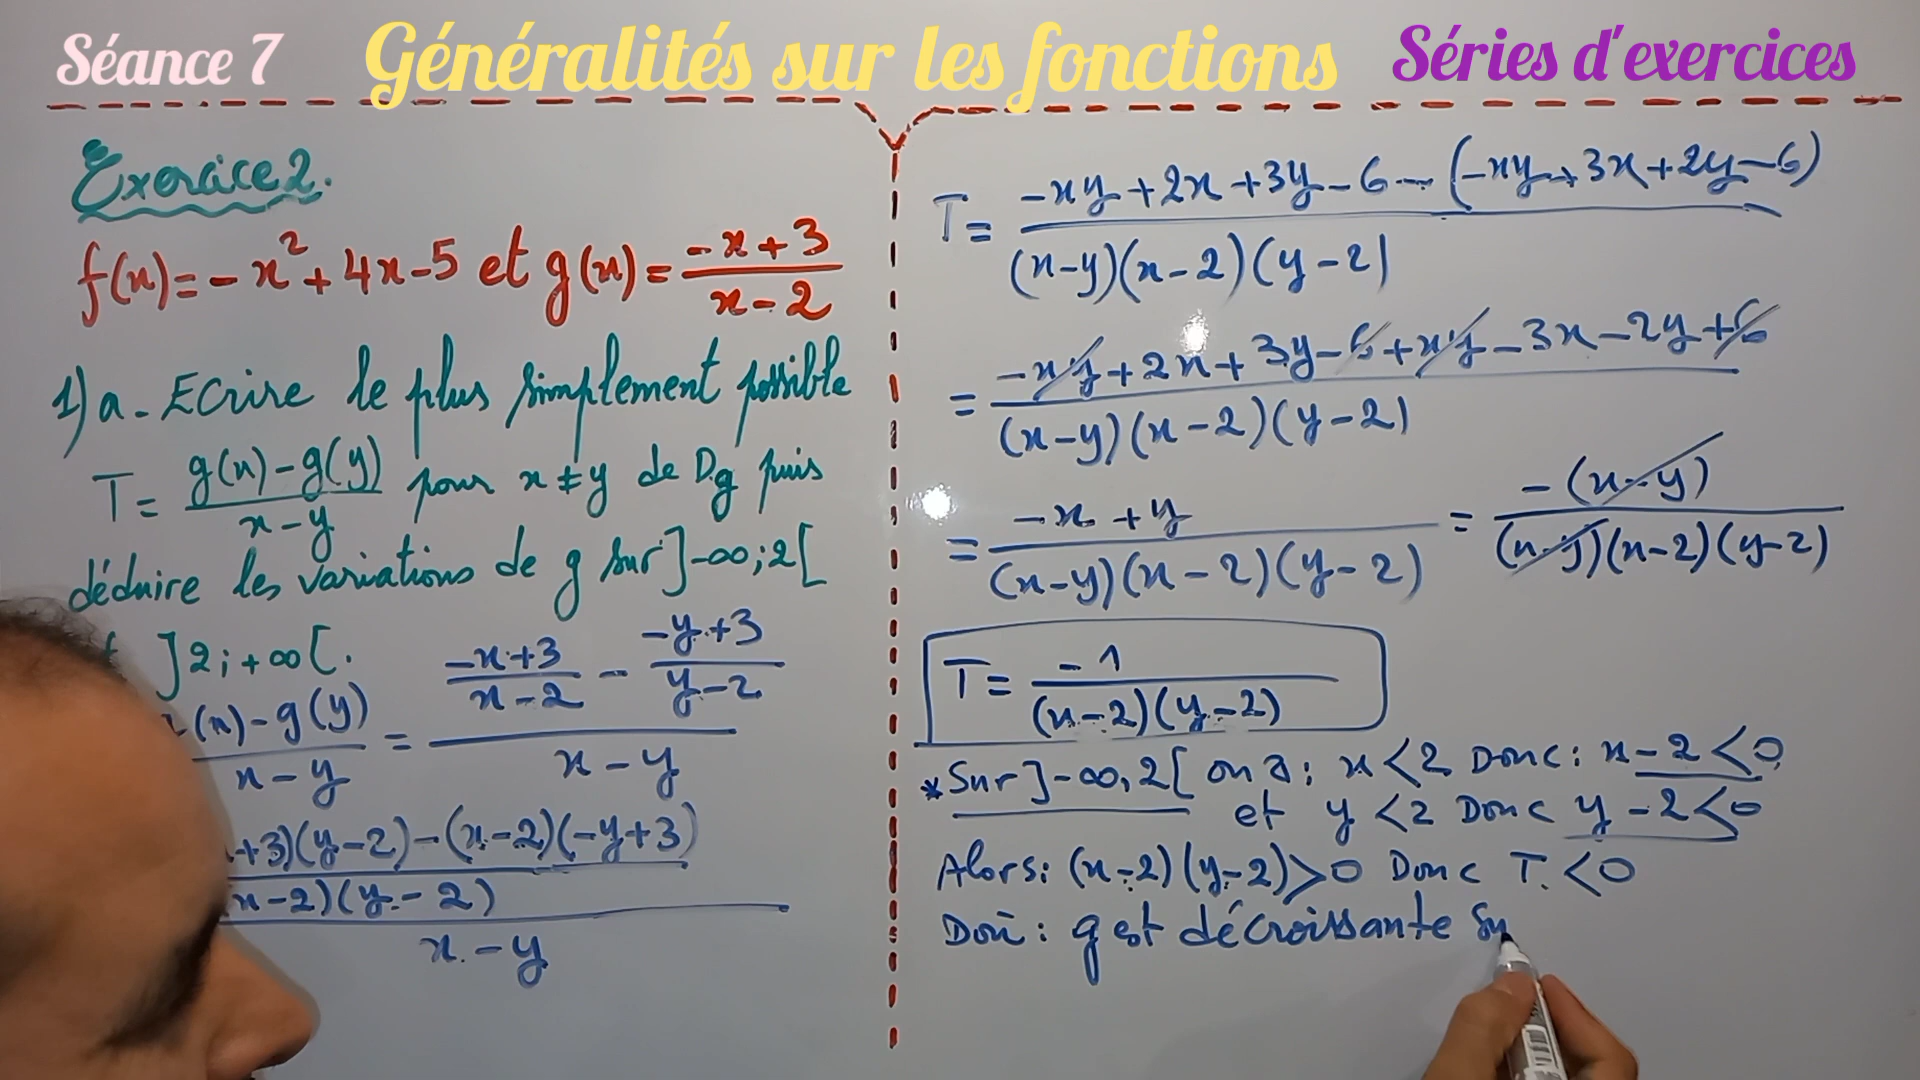 Séance 7
Généralités sur les fonctions
Séries d'exercices
Exercice 2.
f(x) = -x² + 4x - 5 et g(x) = (-x + 3)/(x - 2)
1) a - Ecrire le plus simplement possible
T = (g(x) - g(y))/(x - y) pour x ≠ y de Dg puis
déduire les variations de g sur ]-∞; 2[
]2; +∞[.
(x) - g(y)/(x - y) = ((-x + 3)/(x - 2) - (-y + 3)/(y - 2))/(x - y)
+3)(y - 2) - (x - 2)(-y + 3)
x - 2)(y - 2)
x - y
T = (-xy + 2x + 3y - 6 - (-xy + 3x + 2y - 6))/((x - y)(x - 2)(y - 2))
= (-xy + 2x + 3y - 6 + xy - 3x - 2y + 6)/((x - y)(x - 2)(y - 2))
= (-x + y)/((x - y)(x - 2)(y - 2)) = -(x - y)/((x - y)(x - 2)(y - 2))
T = -1/((x - 2)(y - 2))
* Sur ]-∞, 2[ on a: x < 2 Donc: x - 2 < 0
et y < 2 Donc y - 2 < 0
Alors: (x - 2)(y - 2) > 0 Donc T < 0
Doù: g est décroissante Su